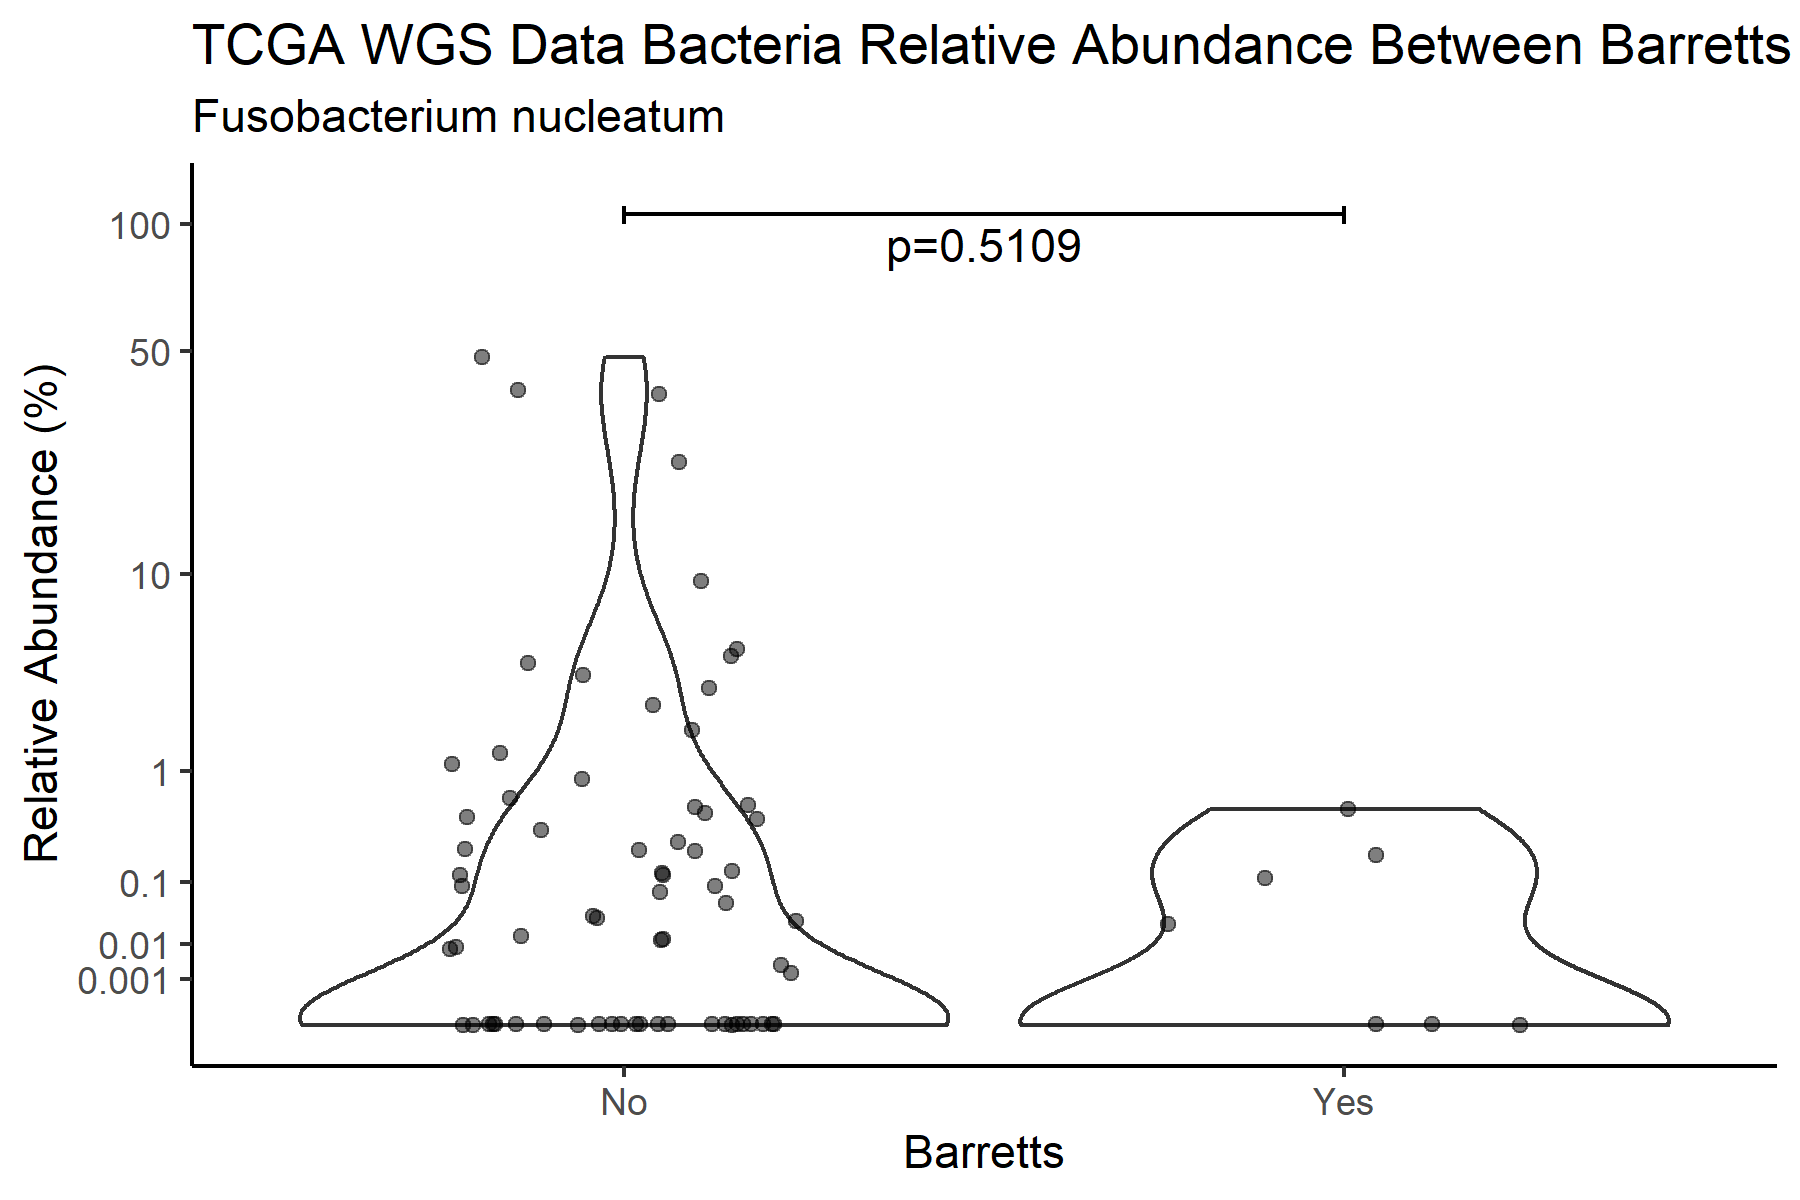 TCGA WGS Data Bacteria Relative Abundance Between Barretts
Fusobacterium nucleatum
100
p=0.5109
50
10
1
0.1
0.01
0.001
Relative Abundance (%)
No
Yes
Barretts